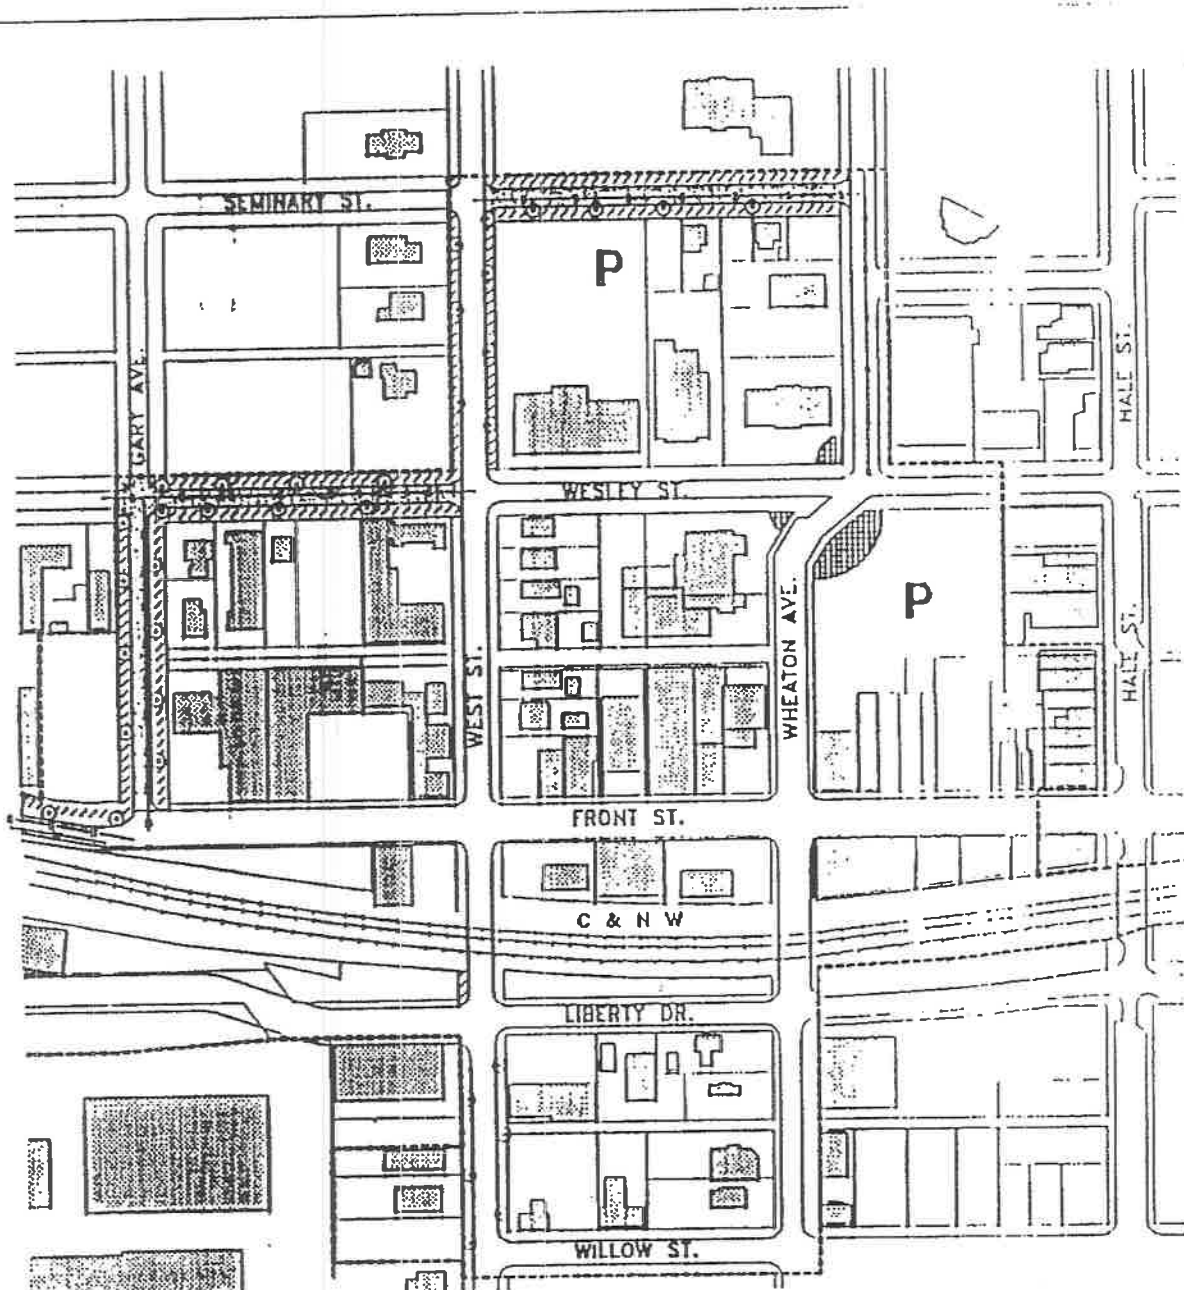 SEMINARY ST.
P
GARY AVE.
HALE ST.
WESLEY ST.
P
WHEATON AVE.
WEST ST.
HALE ST.
FRONT ST.
C & N W
LIBERTY DR.
WILLOW ST.